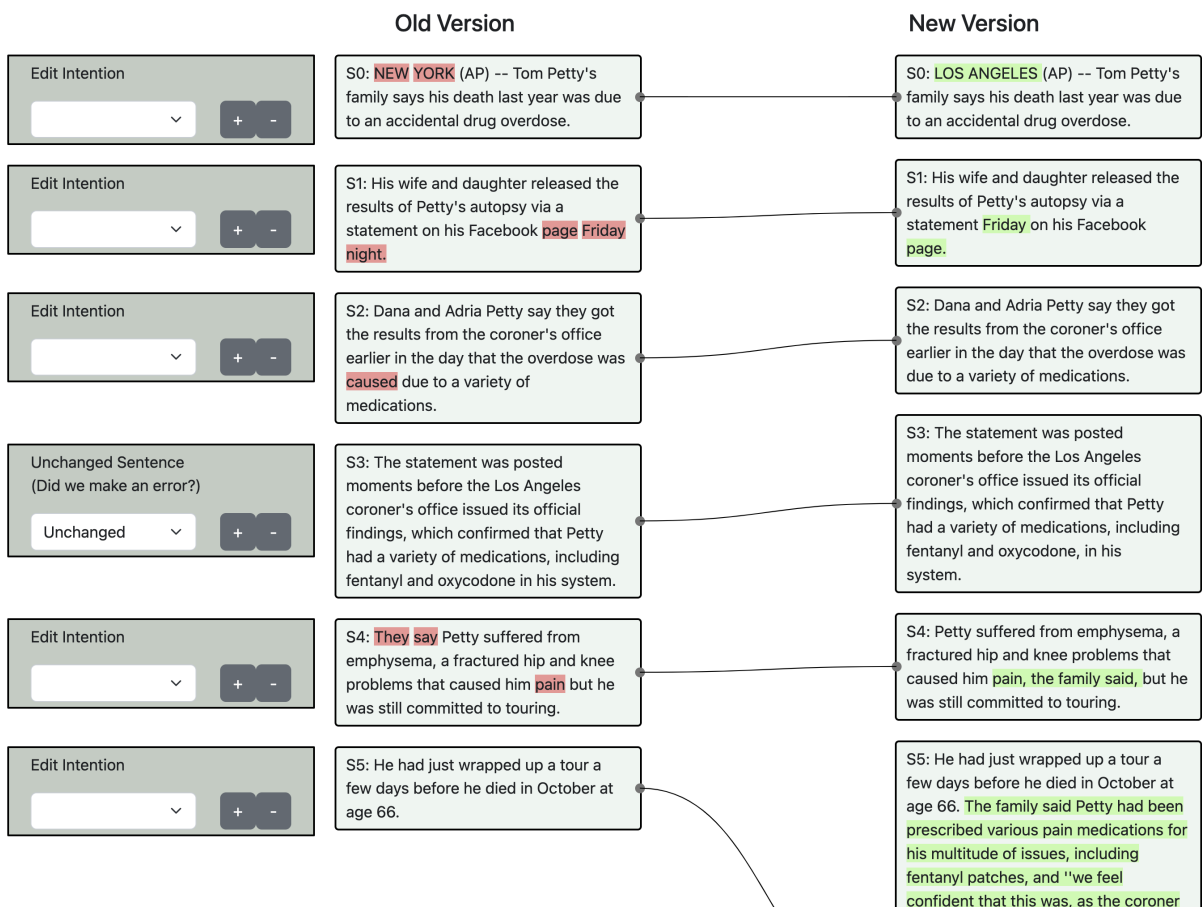 Old Version
New Version
Edit Intention
+ -
S0: NEW YORK (AP) -- Tom Petty's
family says his death last year was due
to an accidental drug overdose.
S0: LOS ANGELES (AP) -- Tom Petty's
family says his death last year was due
to an accidental drug overdose.
Edit Intention
+ -
S1: His wife and daughter released the
results of Petty's autopsy via a
statement on his Facebook page Friday
night.
S1: His wife and daughter released the
results of Petty's autopsy via a
statement Friday on his Facebook
page.
Edit Intention
+ -
S2: Dana and Adria Petty say they got
the results from the coroner's office
earlier in the day that the overdose was
caused due to a variety of
medications.
S2: Dana and Adria Petty say they got
the results from the coroner's office
earlier in the day that the overdose was
due to a variety of medications.
Unchanged Sentence
(Did we make an error?)
Unchanged
+ -
S3: The statement was posted
moments before the Los Angeles
coroner's office issued its official
findings, which confirmed that Petty
had a variety of medications, including
fentanyl and oxycodone in his system.
S3: The statement was posted
moments before the Los Angeles
coroner's office issued its official
findings, which confirmed that Petty
had a variety of medications, including
fentanyl and oxycodone, in his
system.
Edit Intention
+ -
S4: They say Petty suffered from
emphysema, a fractured hip and knee
problems that caused him pain but he
was still committed to touring.
S4: Petty suffered from emphysema, a
fractured hip and knee problems that
caused him pain, the family said, but he
was still committed to touring.
Edit Intention
+ -
S5: He had just wrapped up a tour a
few days before he died in October at
age 66.
S5: He had just wrapped up a tour a
few days before he died in October at
age 66. The family said Petty had been
prescribed various pain medications for
his multitude of issues, including
fentanyl patches, and ''we feel
confident that this was, as the coroner